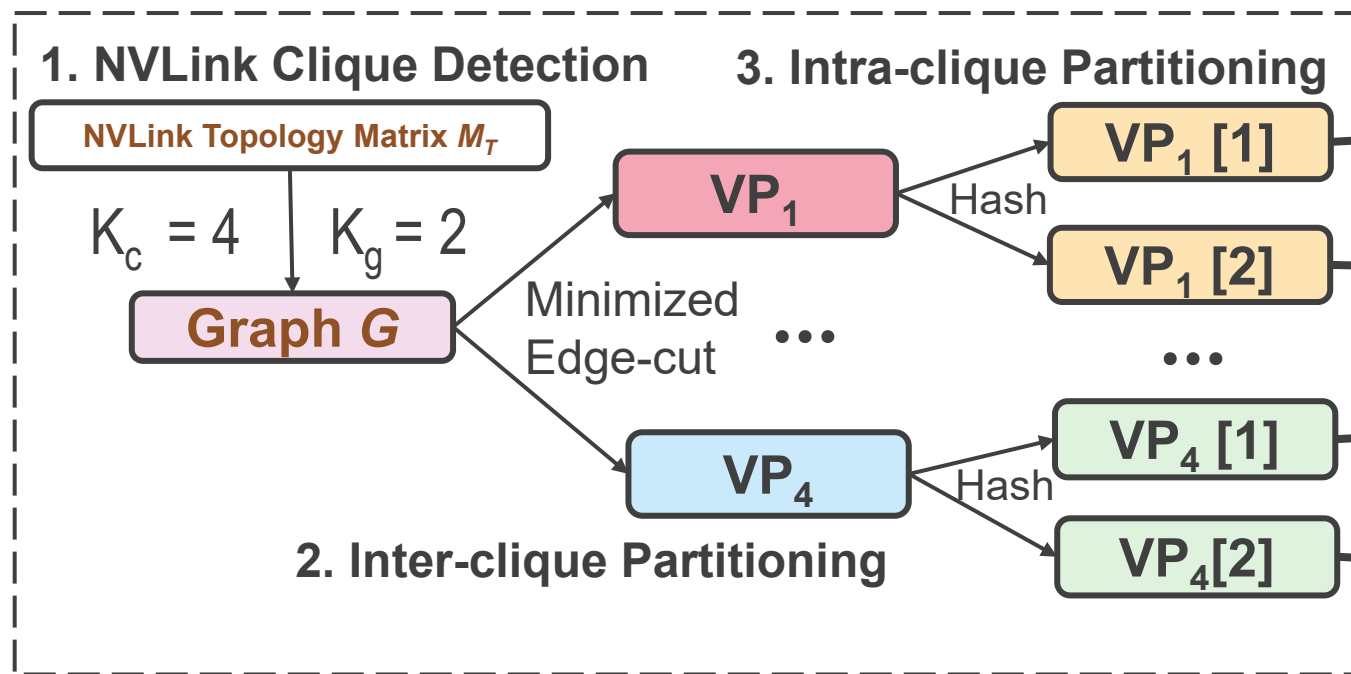 1. NVLink Clique Detection
NVLink Topology Matrix M_T
K_c = 4
K_g = 2
Graph G
Minimized
Edge-cut
VP_1
...
VP_4
2. Inter-clique Partitioning
3. Intra-clique Partitioning
Hash
VP_1 [1]
VP_1 [2]
...
Hash
VP_4 [1]
VP_4[2]